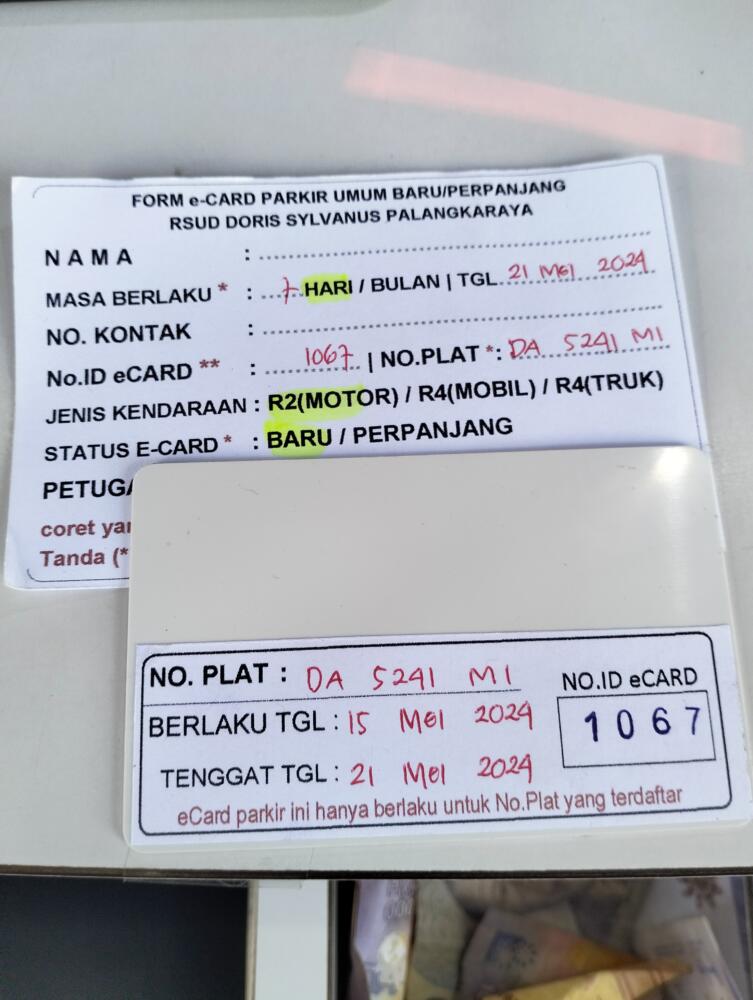 FORM e-CARD PARKIR UMUM BARU/PERPANJANG
RSUD DORIS SYLVANUS PALANGKARAYA
NAMA : ..........
MASA BERLAKU * : ....7 HARI / BULAN | TGL. 21 MEI 2024
NO. KONTAK : ..........
No.ID eCARD ** : ....1067.. | NO.PLAT *: DA 5241 MI
JENIS KENDARAAN : R2(MOTOR) / R4(MOBIL) / R4(TRUK)
STATUS E-CARD * : BARU / PERPANJANG
Tanda (*
NO. PLAT : DA 5241 MI
NO.ID eCARD
BERLAKU TGL : 15 MEI 2024
1067
TENGGAT TGL : 21 MEI 2024
eCard parkir ini hanya berlaku untuk No.Plat yang terdaftar